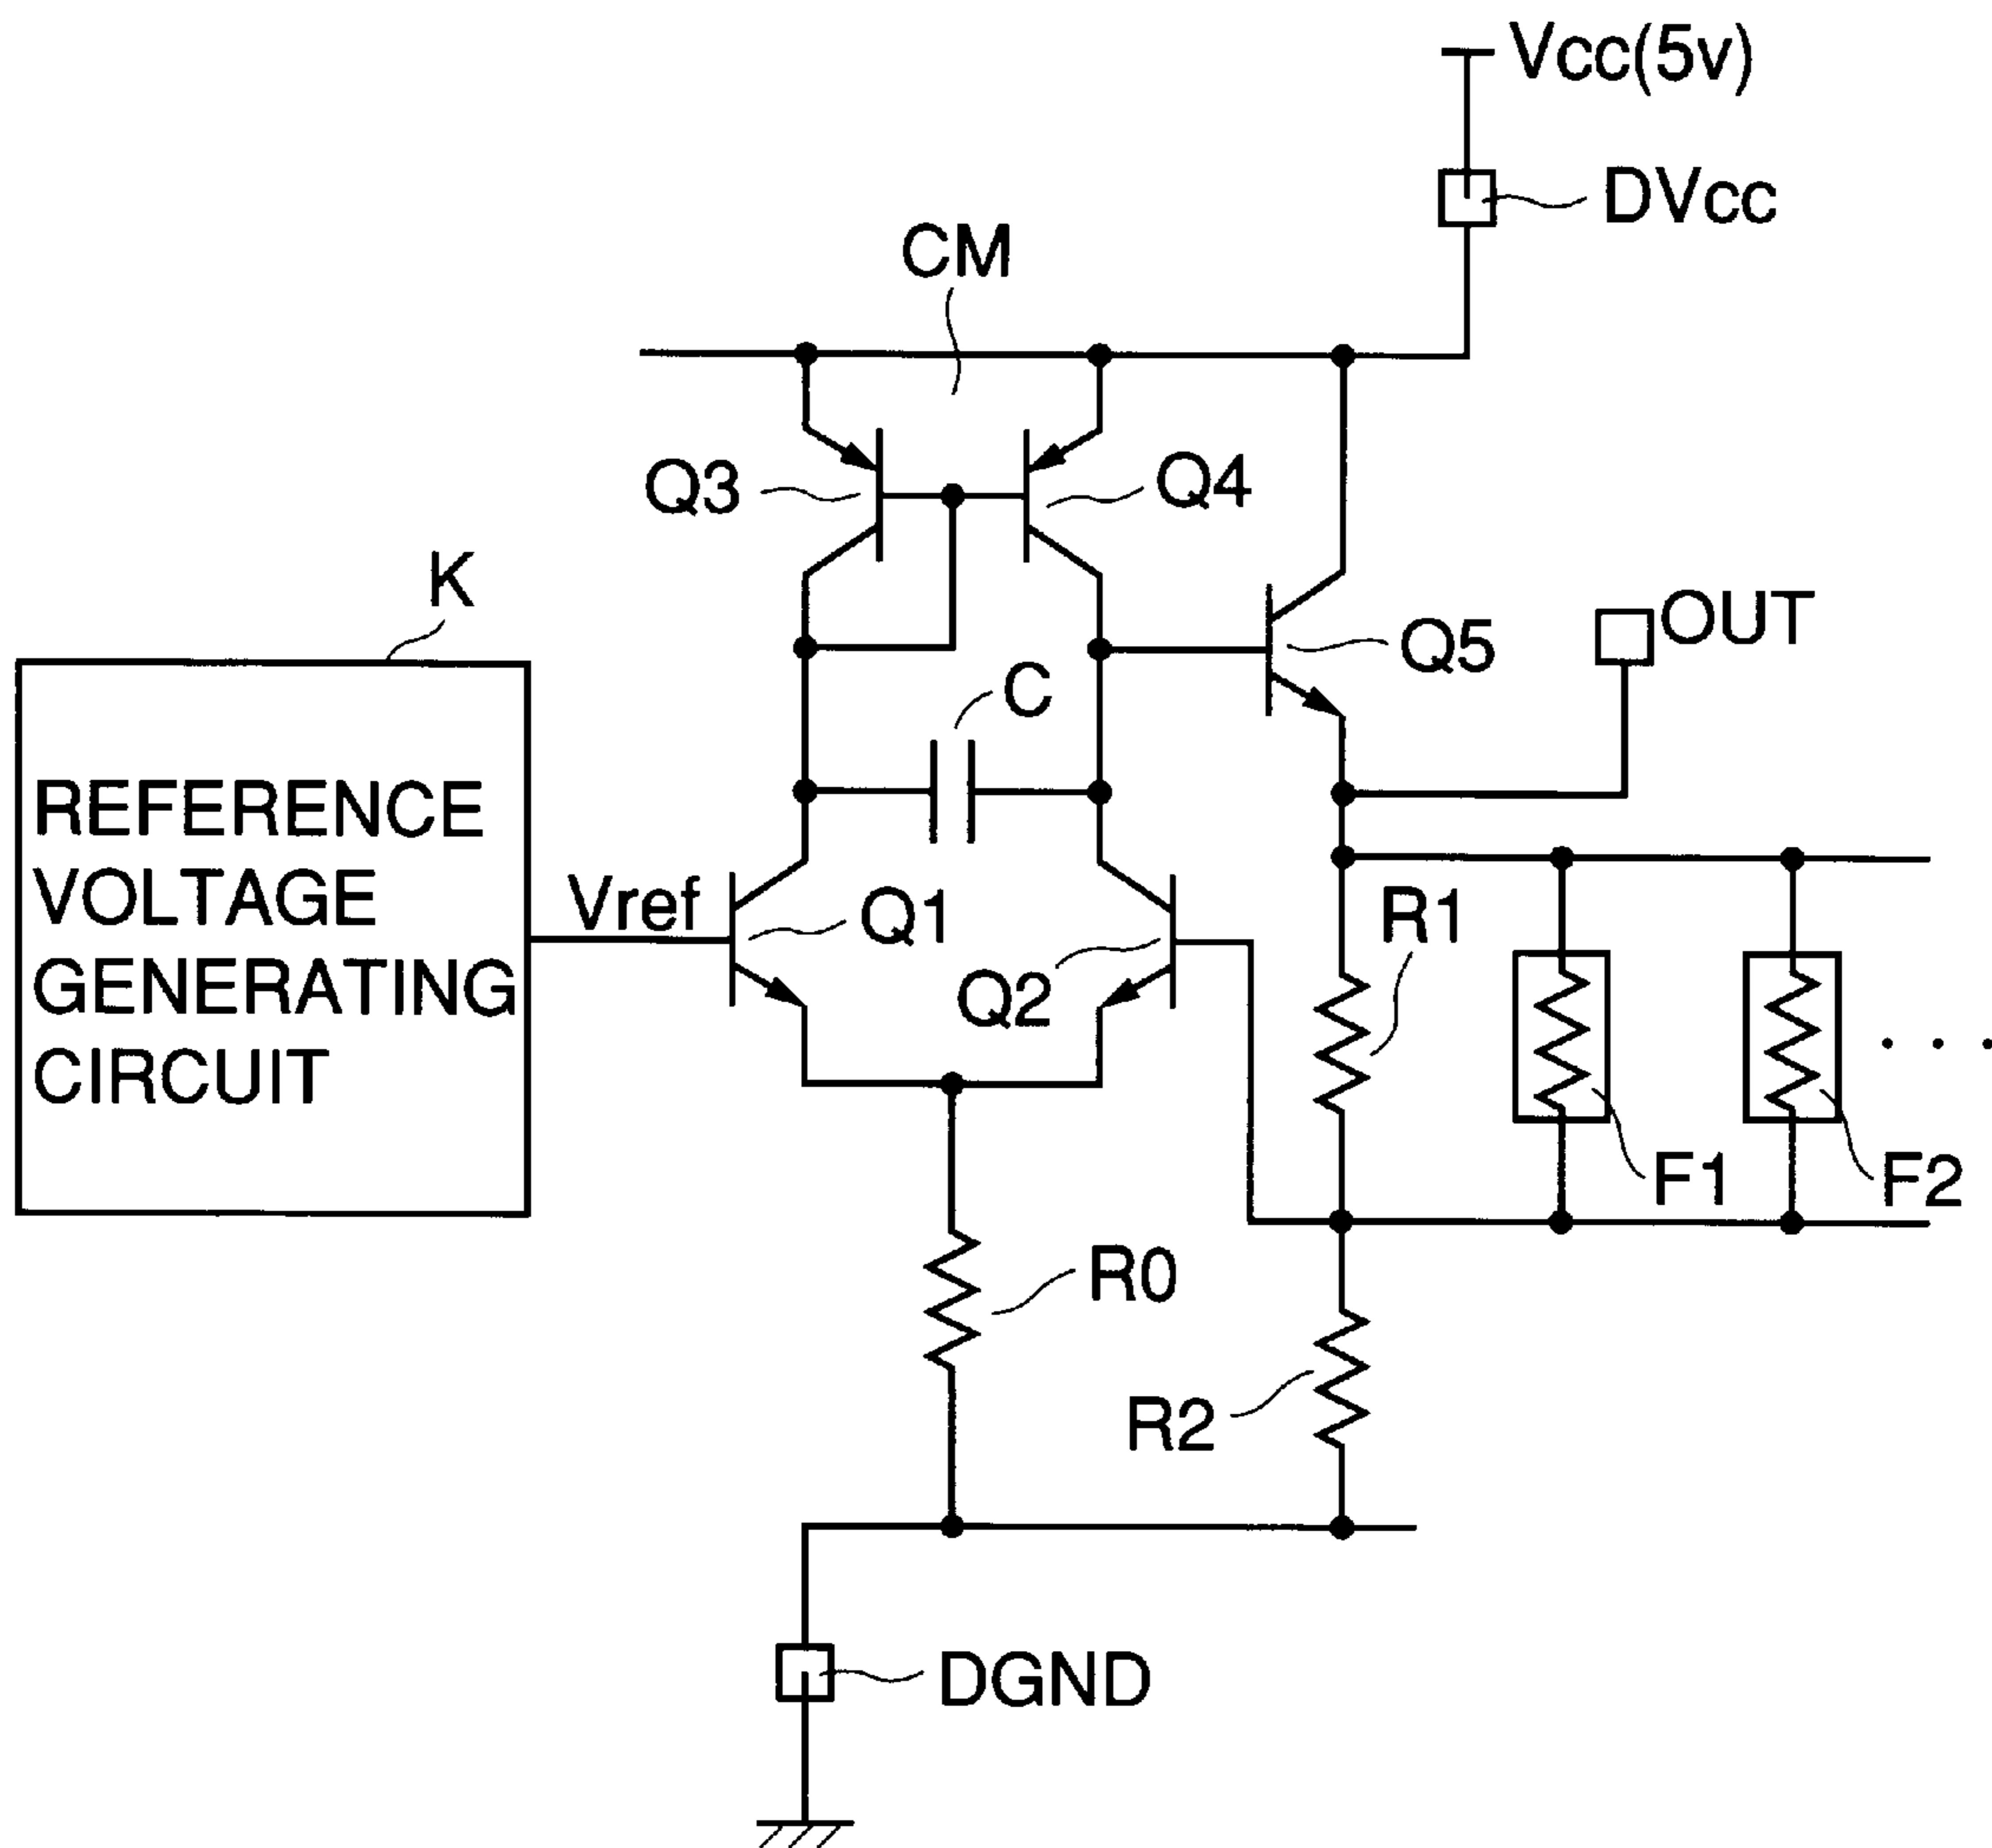 Vcc(5v)
DVcc
CM
Q3
Q4
K
Q5
OUT
C
REFERENCE
VOLTAGE
GENERATING
CIRCUIT
Vref
Q1
Q2
R1
F1
F2
R0
R2
DGND